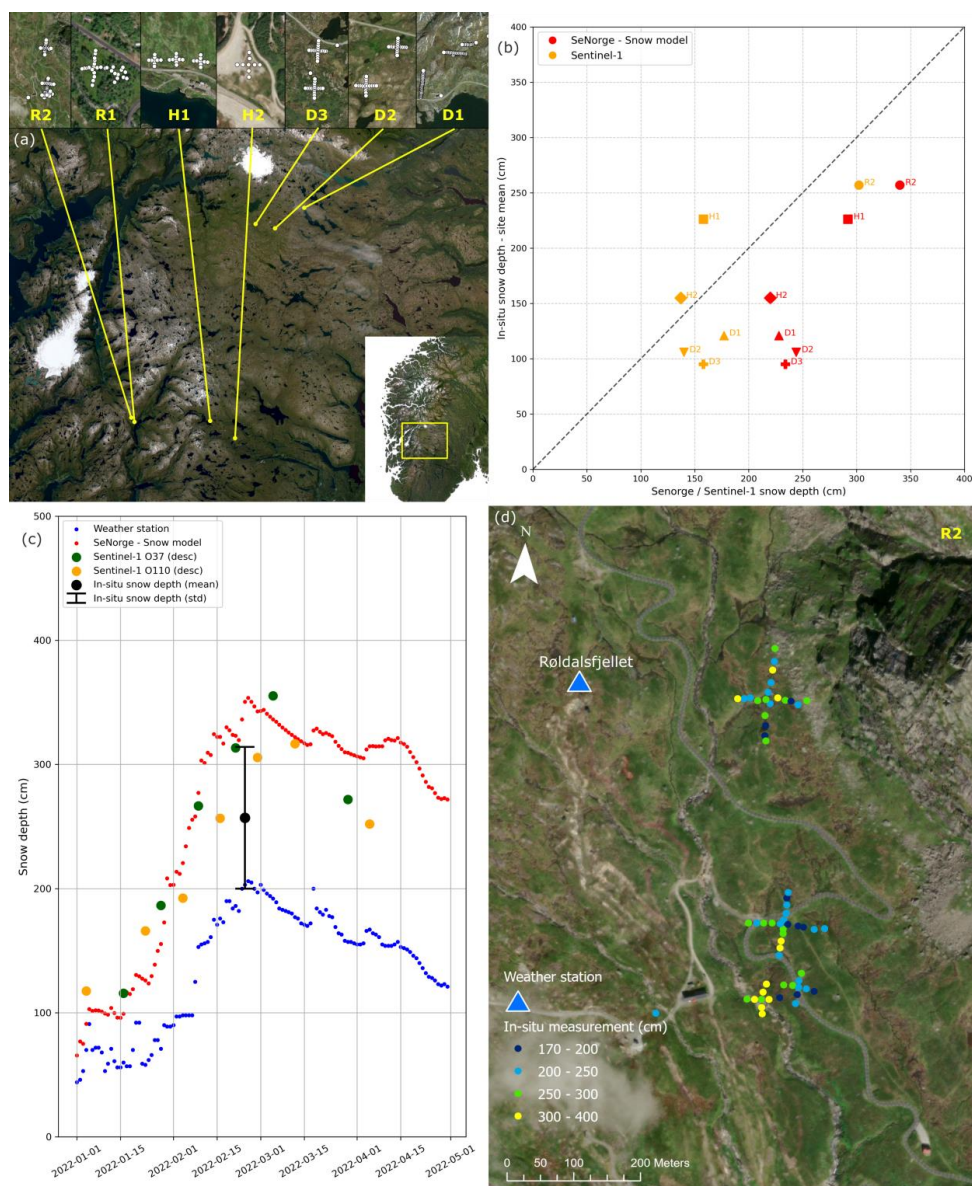 R2
R1
H1
H2
D3
D2
D1
(a)
(b)
SeNorge - Snow model
Sentinel-1
400
350
300
250
200
150
100
50
0
In-situ snow depth - site mean (cm)
R2
R2
H1
H1
H2
H2
D1
D1
D2
D2
D3
D3
0 50 100 150 200 250 300 350 400
Senorge / Sentinel-1 snow depth (cm)
(c)
Weather station
SeNorge - Snow model
Sentinel-1 O37 (desc)
Sentinel-1 O110 (desc)
In-situ snow depth (mean)
In-situ snow depth (std)
500
400
300
200
100
0
Snow depth (cm)
2022-01-01
2022-01-15
2022-02-01
2022-02-15
2022-03-01
2022-03-15
2022-04-01
2022-04-15
2022-05-01
(d)
R2
N
Røldalsfjellet
Weather station
In-situ measurement (cm)
170 - 200
200 - 250
250 - 300
300 - 400
0 50 100 200 Meters